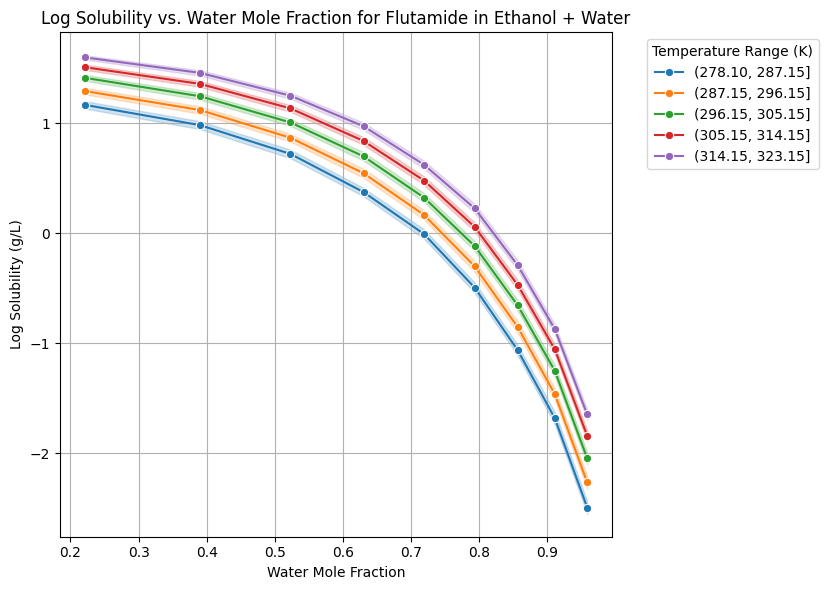 Log Solubility vs. Water Mole Fraction for Flutamide in Ethanol + Water
Temperature Range (K)
(278.10, 287.15]
(287.15, 296.15]
(296.15, 305.15]
(305.15, 314.15]
(314.15, 323.15]
Log Solubility (g/L)
1
0
−1
−2
0.2 0.3 0.4 0.5 0.6 0.7 0.8 0.9
Water Mole Fraction